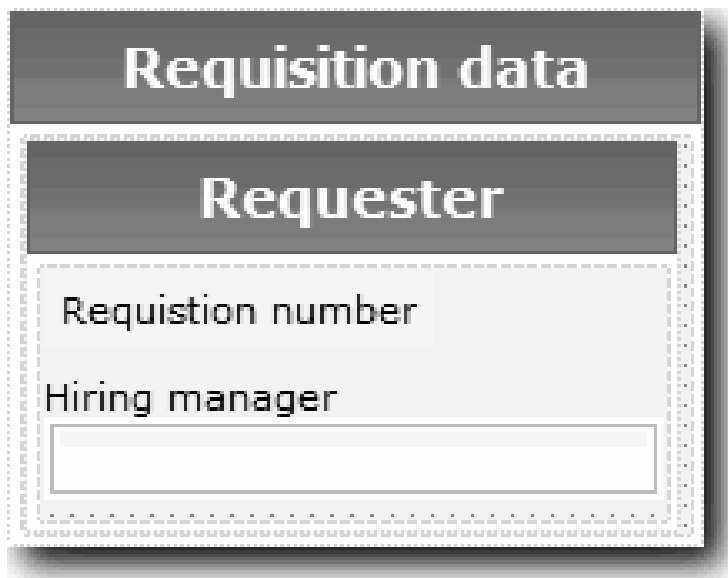 Requisition data
Requester
Requistion number
Hiring manager